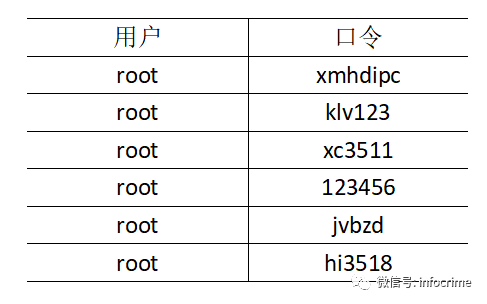 用户 口令
root xmhdipc
root klv123
root xc3511
root 123456
root jvbzd
root hi3518
微信号: infocrime